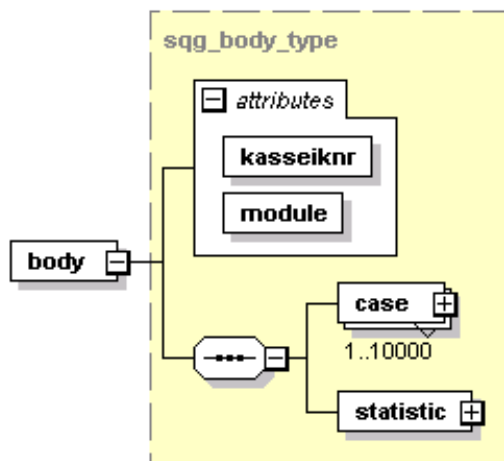 sqg_body_type
attributes
kasseiknr
module
body
case
1..10000
statistic